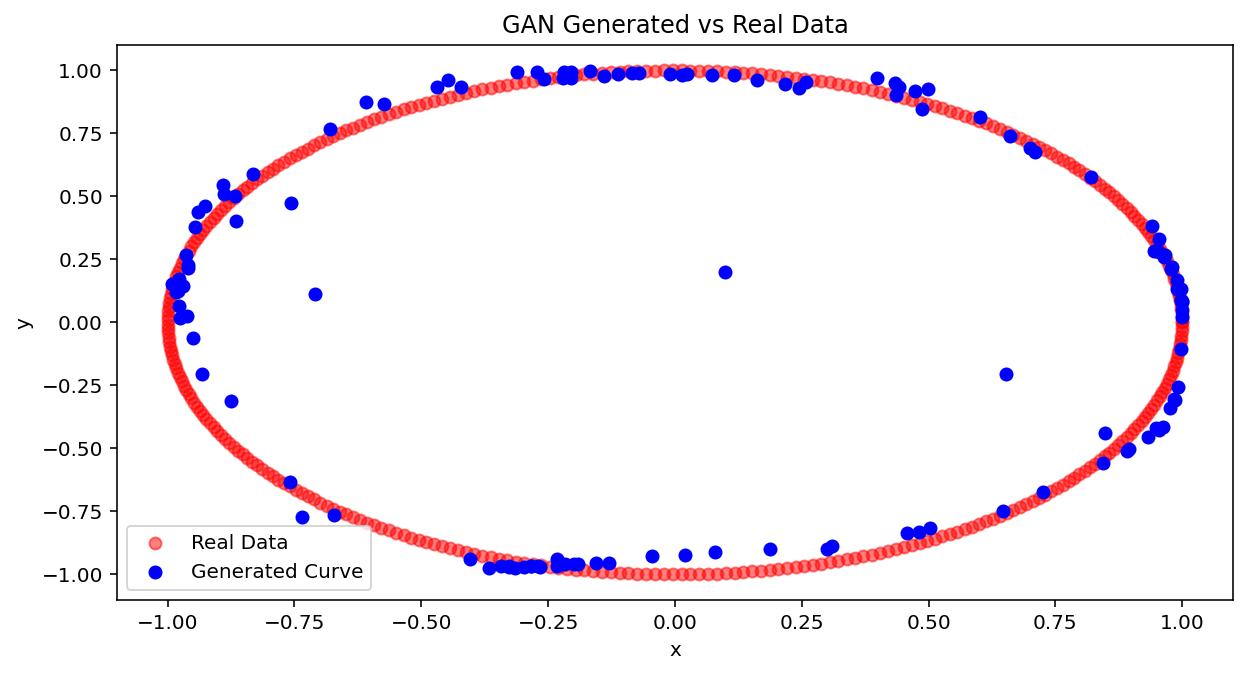 GAN Generated vs Real Data
1.00
0.75
0.50
0.25
0.00
−0.25
−0.50
−0.75
−1.00
y
Real Data
Generated Curve
−1.00 −0.75 −0.50 −0.25 0.00 0.25 0.50 0.75 1.00
x